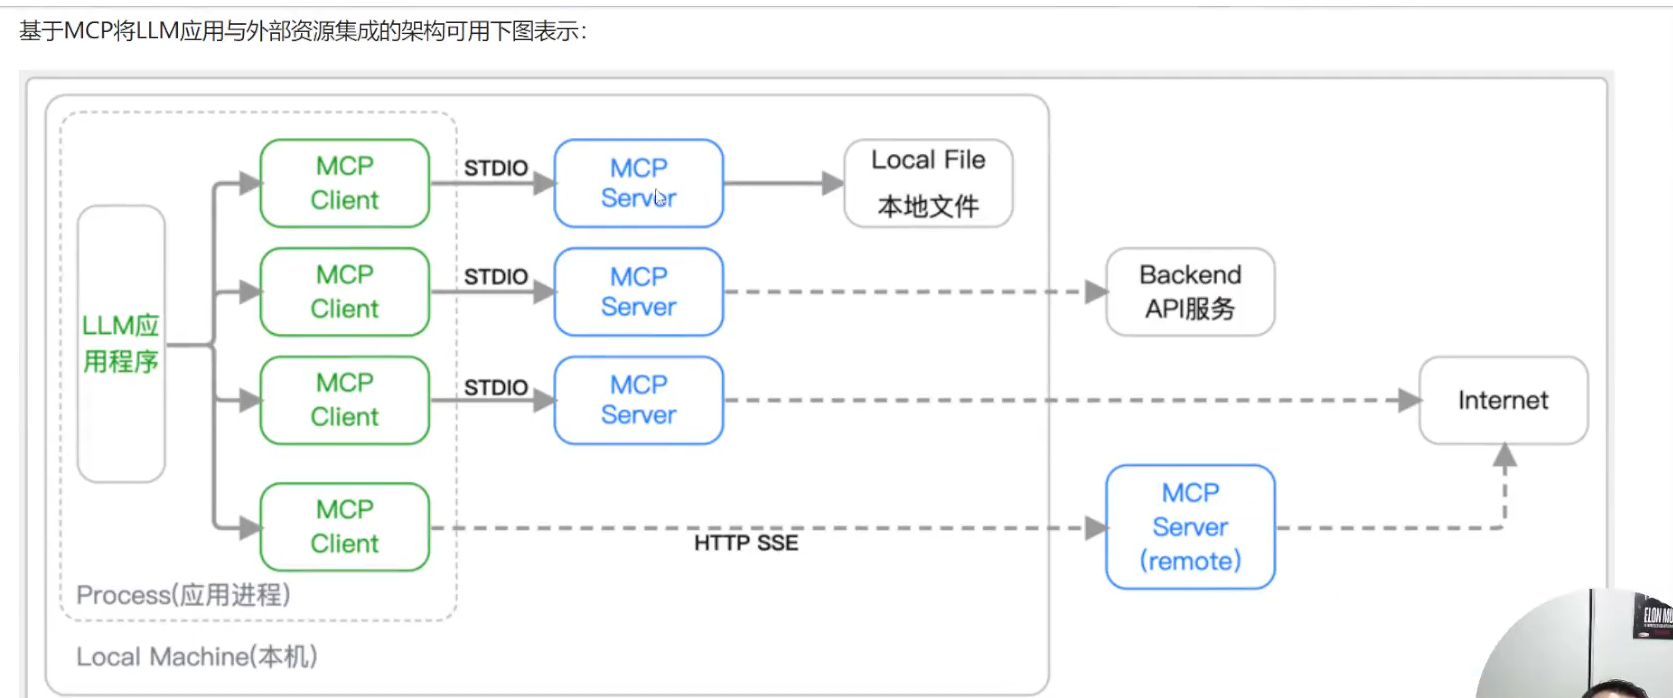 基于MCP将LLM应用与外部资源集成的架构可用下图表示：
MCP
Client
STDIO
MCP
Server
Local File
本地文件
MCP
Client
STDIO
MCP
Server
Backend
API服务
LLM应
用程序
MCP
Client
STDIO
MCP
Server
Internet
MCP
Client
HTTP SSE
MCP
Server
(remote)
Process(应用进程)
Local Machine(本机)